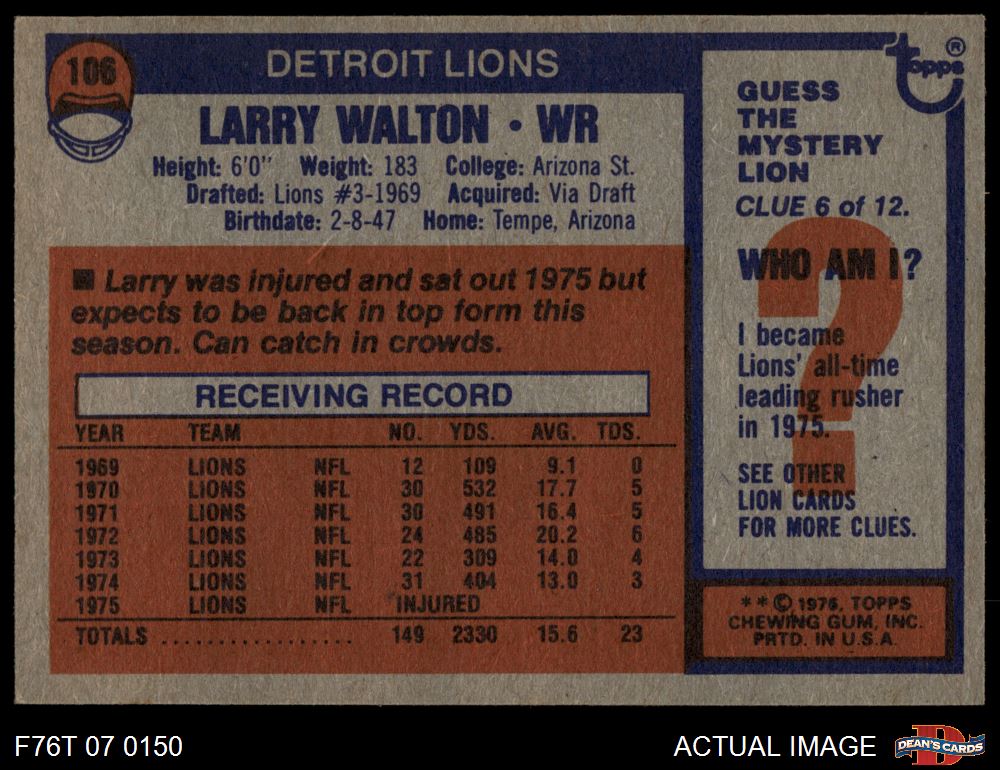 106
DETROIT LIONS
LARRY WALTON • WR
Height: 6'0" Weight: 183 College: Arizona St.
Drafted: Lions #3-1969 Acquired: Via Draft
Birthdate: 2-8-47 Home: Tempe, Arizona
■ Larry was injured and sat out 1975 but
expects to be back in top form this
season. Can catch in crowds.
RECEIVING RECORD
YEAR TEAM NO. YDS. AVG. TDS.
1969 LIONS NFL 12 109 9.1 0
1970 LIONS NFL 30 532 17.7 5
1971 LIONS NFL 30 491 16.4 5
1972 LIONS NFL 24 485 20.2 6
1973 LIONS NFL 22 309 14.0 4
1974 LIONS NFL 31 404 13.0 3
1975 LIONS NFL INJURED
TOTALS .................. 149 2330 15.6 23
topps ®
GUESS
THE
MYSTERY
LION
CLUE 6 of 12.
WHO AM I?
?
I became
Lions' all-time
leading rusher
in 1975.
SEE OTHER
LION CARDS
FOR MORE CLUES.
* * © 1976, TOPPS
CHEWING GUM, INC.
PRTD. IN U.S.A.
F76T 07 0150
ACTUAL IMAGE
DEAN'S CARDS